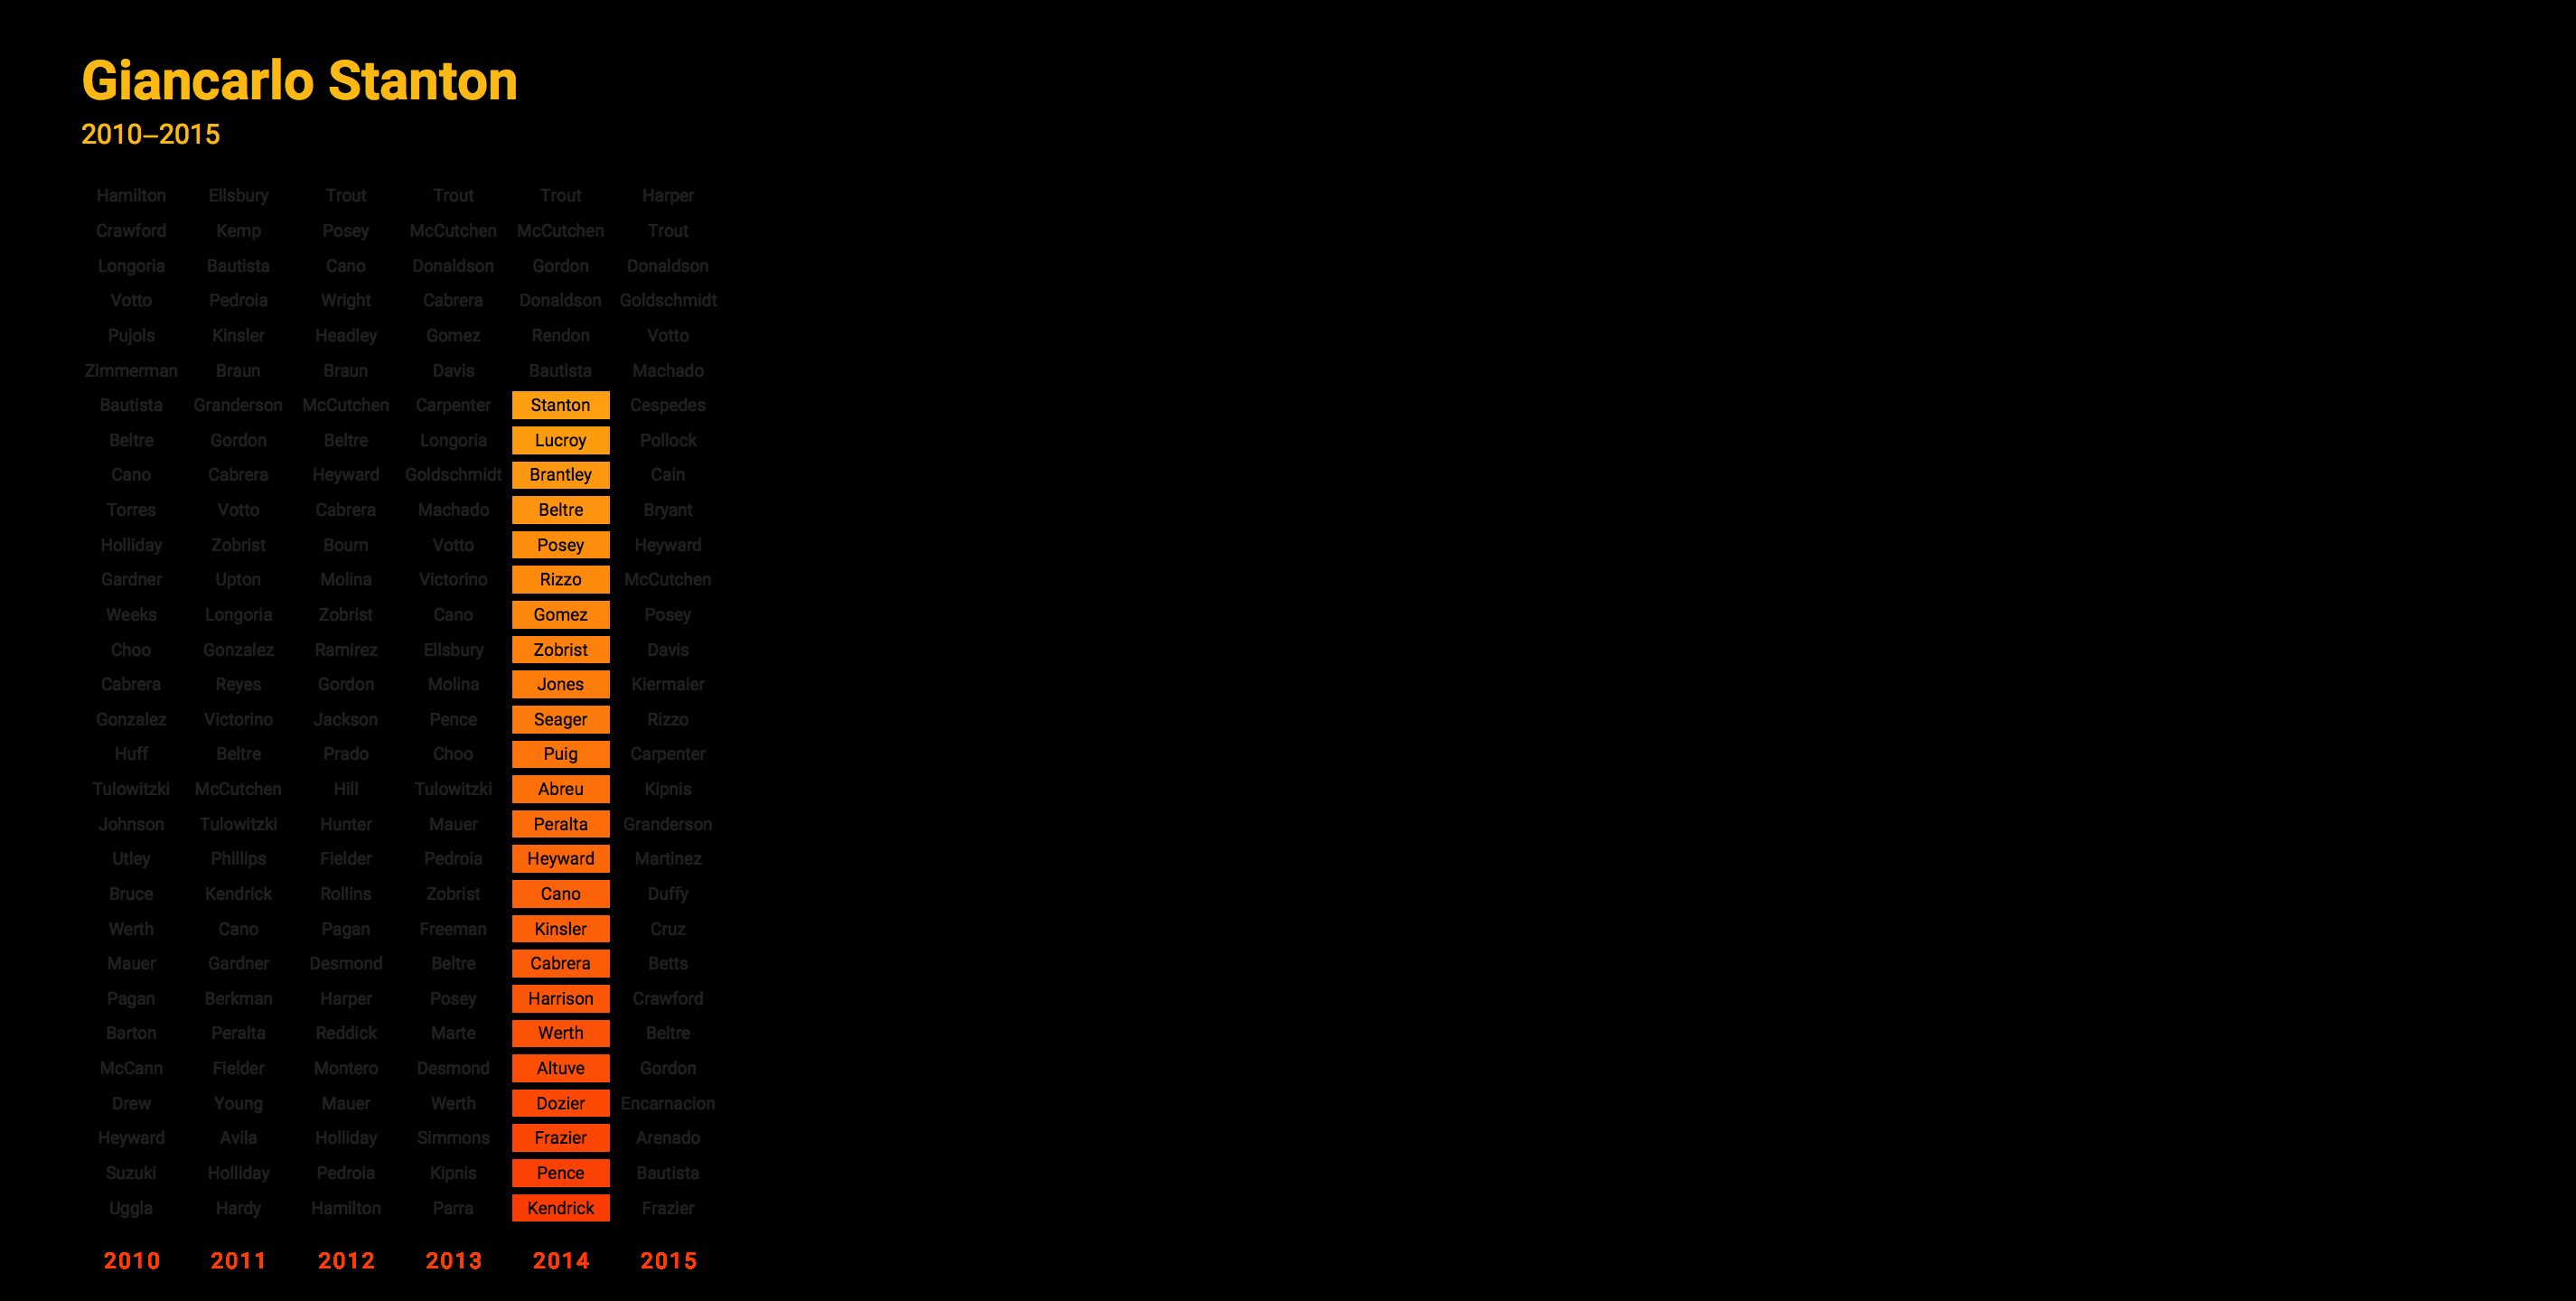 Giancarlo Stanton
2010–2015
Hamilton Ellsbury Trout Trout Trout Harper
Crawford Kemp Posey McCutchen McCutchen Trout
Longoria Bautista Cano Donaldson Gordon Donaldson
Votto Pedroia Wright Cabrera Donaldson Goldschmidt
Pujols Kinsler Headley Gomez Rendon Votto
Zimmerman Braun Braun Davis Bautista Machado
Bautista Granderson McCutchen Carpenter Stanton Cespedes
Beltre Gordon Beltre Longoria Lucroy Pollock
Cano Cabrera Heyward Goldschmidt Brantley Cain
Torres Votto Cabrera Machado Beltre Bryant
Holliday Zobrist Bourn Votto Posey Heyward
Gardner Upton Molina Victorino Rizzo McCutchen
Weeks Longoria Zobrist Cano Gomez Posey
Choo Gonzalez Ramirez Ellsbury Zobrist Davis
Cabrera Reyes Gordon Molina Jones Kiermaier
Gonzalez Victorino Jackson Pence Seager Rizzo
Huff Beltre Prado Choo Puig Carpenter
Tulowitzki McCutchen Hill Tulowitzki Abreu Kipnis
Johnson Tulowitzki Hunter Mauer Peralta Granderson
Utley Phillips Fielder Pedroia Heyward Martinez
Bruce Kendrick Rollins Zobrist Cano Duffy
Werth Cano Pagan Freeman Kinsler Cruz
Mauer Gardner Desmond Beltre Cabrera Betts
Pagan Berkman Harper Posey Harrison Crawford
Barton Peralta Reddick Marte Werth Beltre
McCann Fielder Montero Desmond Altuve Gordon
Drew Young Mauer Werth Dozier Encarnacion
Heyward Avila Holliday Simmons Frazier Arenado
Suzuki Holliday Pedroia Kipnis Pence Bautista
Uggla Hardy Hamilton Parra Kendrick Frazier
2010 2011 2012 2013 2014 2015